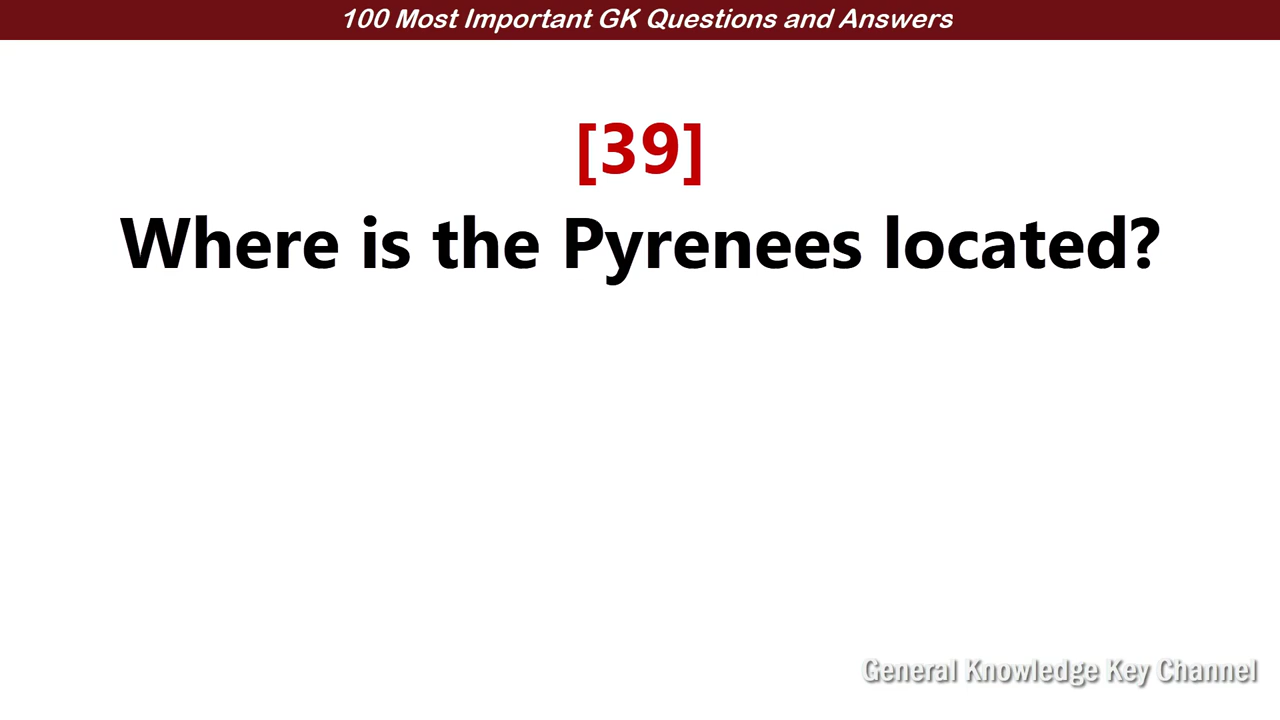 100 Most Important GK Questions and Answers
[39]
Where is the Pyrenees located?
General Knowledge Key Channel